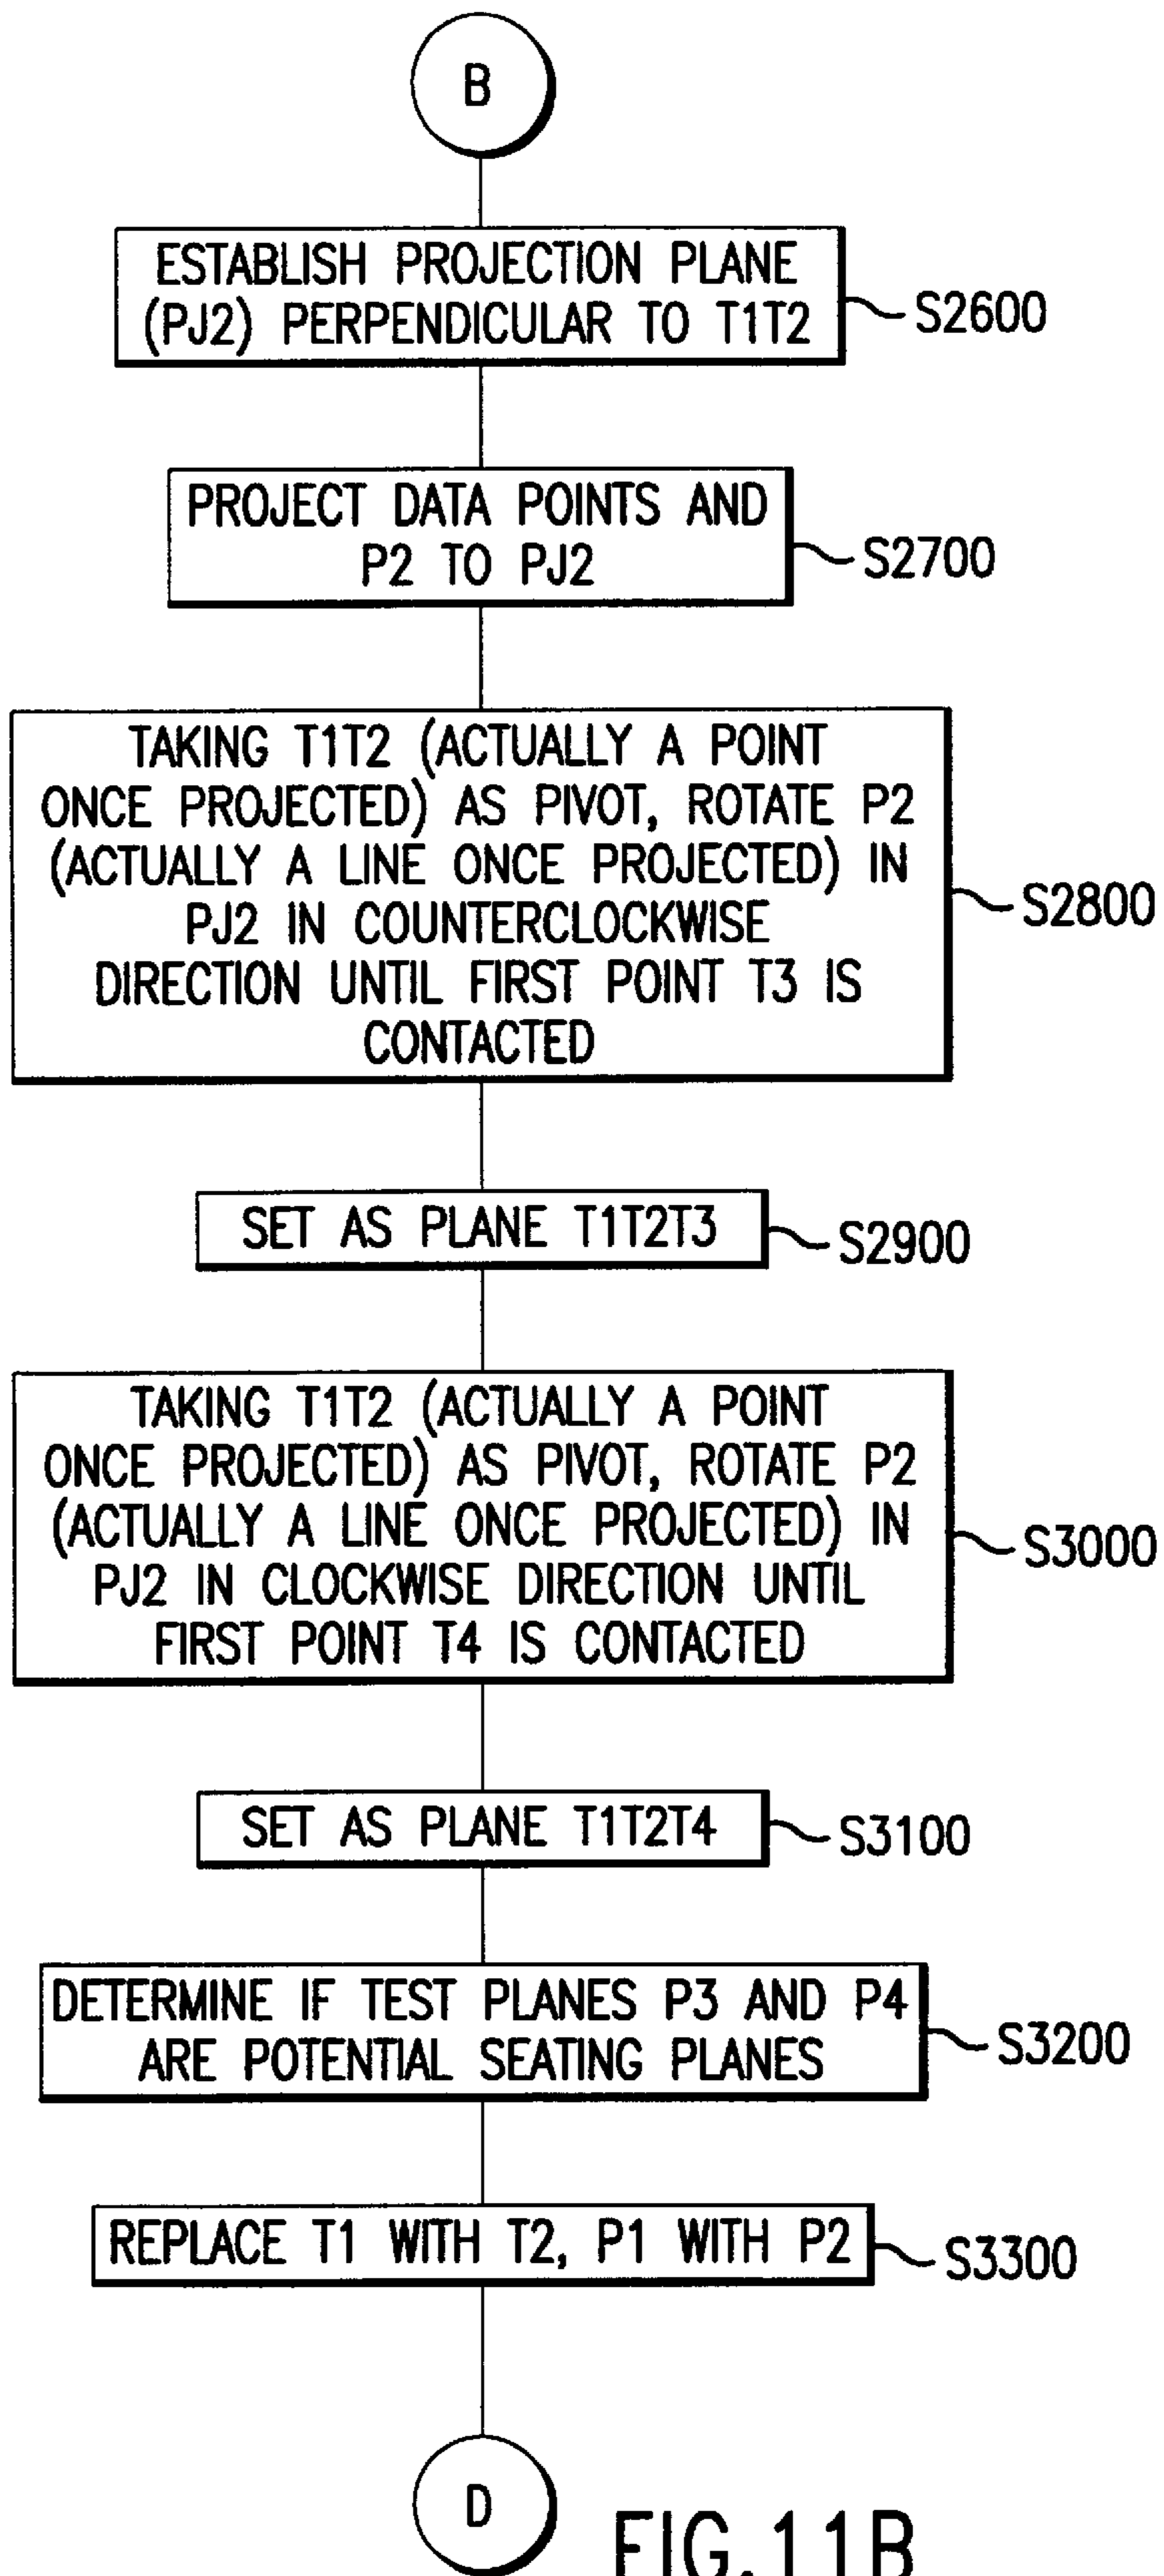 B
ESTABLISH PROJECTION PLANE
(PJ2) PERPENDICULAR TO T1T2
S2600
PROJECT DATA POINTS AND
P2 TO PJ2
S2700
TAKING T1T2 (ACTUALLY A POINT
ONCE PROJECTED) AS PIVOT, ROTATE P2
(ACTUALLY A LINE ONCE PROJECTED) IN
PJ2 IN COUNTERCLOCKWISE
DIRECTION UNTIL FIRST POINT T3 IS
CONTACTED
S2800
SET AS PLANE T1T2T3
S2900
TAKING T1T2 (ACTUALLY A POINT
ONCE PROJECTED) AS PIVOT, ROTATE P2
(ACTUALLY A LINE ONCE PROJECTED) IN
PJ2 IN CLOCKWISE DIRECTION UNTIL
FIRST POINT T4 IS CONTACTED
S3000
SET AS PLANE T1T2T4
S3100
DETERMINE IF TEST PLANES P3 AND P4
ARE POTENTIAL SEATING PLANES
S3200
REPLACE T1 WITH T2, P1 WITH P2
S3300
D
FIG.11B